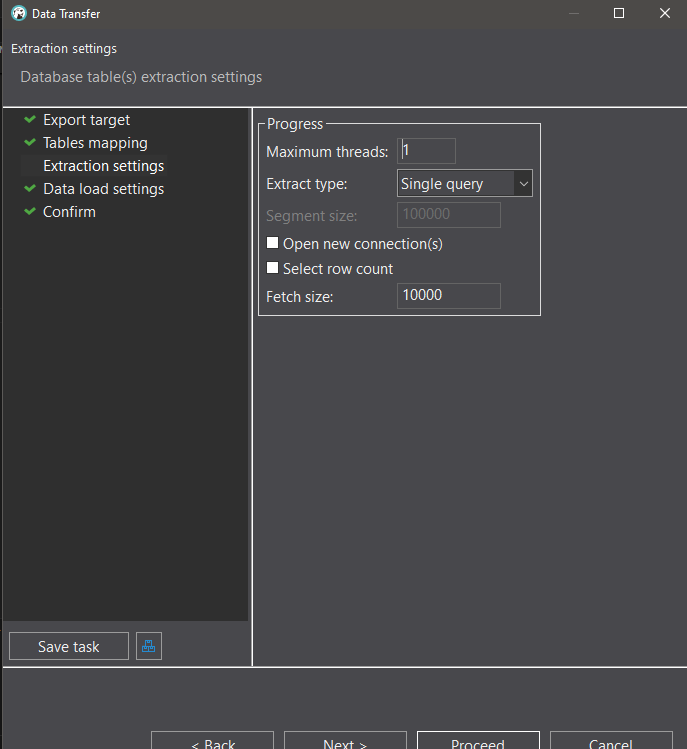 Data Transfer
Extraction settings
Database table(s) extraction settings
Export target
Tables mapping
Extraction settings
Data load settings
Confirm
Progress
Maximum threads: 1
Extract type: Single query
Segment size: 100000
Open new connection(s)
Select row count
Fetch size: 10000
Save task
< Back Next > Proceed Cancel